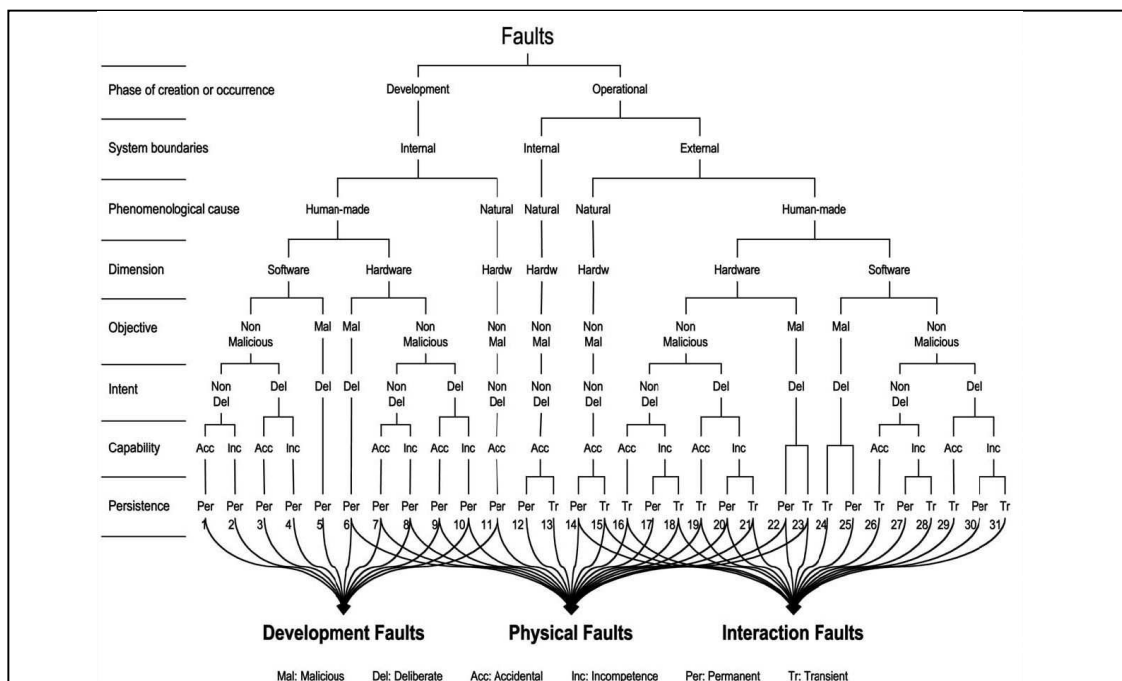 Faults
Phase of creation or occurrence Development Operational
System boundaries Internal Internal External
Phenomenological cause Human-made Natural Natural Natural Human-made
Dimension Software Hardware Hardw Hardw Hardw Hardware Software
Objective Non Mal Mal Non Non Non Non Non Mal Mal Non
Malicious Malicious Mal Mal Mal Malicious Malicious
Intent Non Del Del Del Non Del Non Non Non Non Del Del Del Non Del
Del Del Del Del Del Del Del
Capability Acc Inc Acc Inc Acc Inc Acc Inc Acc Acc Acc Acc Inc Acc Inc Acc Inc Acc Inc
Persistence Per Per Per Per Per Per Per Per Per Per Per Per Tr Per Tr Tr Per Tr Tr Per Tr Per Tr Tr Per Tr Per Tr Tr Per Tr
1 2 3 4 5 6 7 8 9 10 11 12 13 14 15 16 17 18 19 20 21 22 23 24 25 26 27 28 29 30 31
Development Faults Physical Faults Interaction Faults
Mal: Malicious Del: Deliberate Acc: Accidental Inc: Incompetence Per: Permanent Tr: Transient